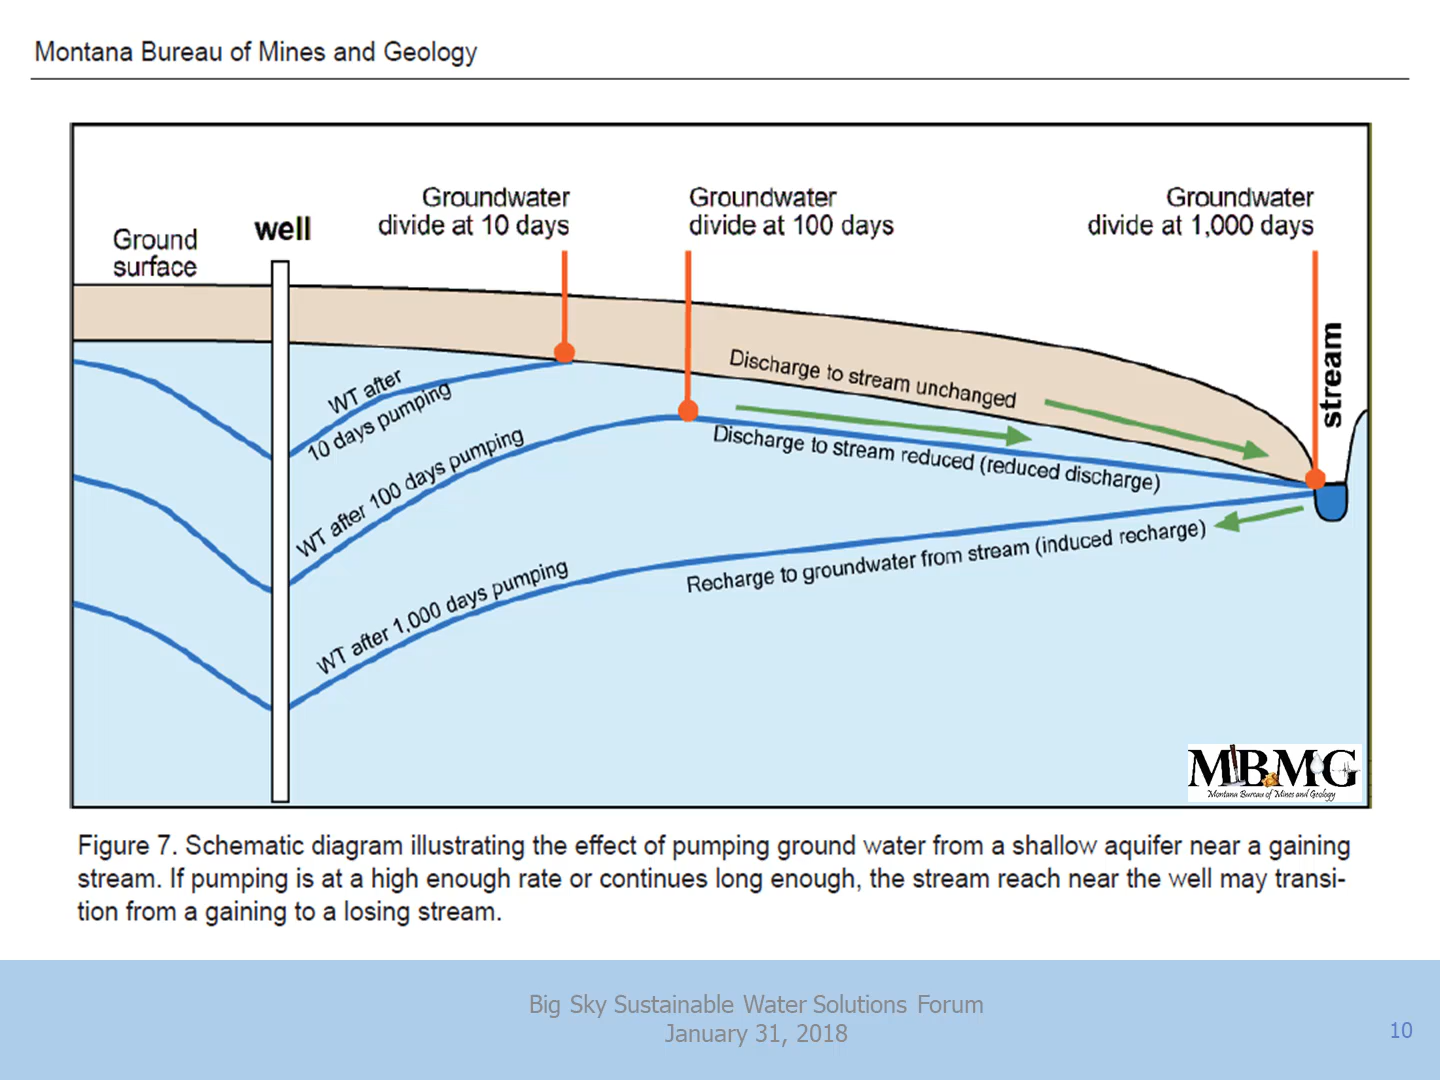 Montana Bureau of Mines and Geology
Groundwater
divide at 10 days
Groundwater
divide at 100 days
Groundwater
divide at 1,000 days
Ground
surface
well
stream
WT after
10 days pumping
Discharge to stream unchanged
WT after 100 days pumping
Discharge to stream reduced (reduced discharge)
WT after 1,000 days pumping
Recharge to groundwater from stream (induced recharge)
MBMG
Montana Bureau of Mines and Geology
Figure 7. Schematic diagram illustrating the effect of pumping ground water from a shallow aquifer near a gaining
stream. If pumping is at a high enough rate or continues long enough, the stream reach near the well may transi-
tion from a gaining to a losing stream.
Big Sky Sustainable Water Solutions Forum
January 31, 2018
10